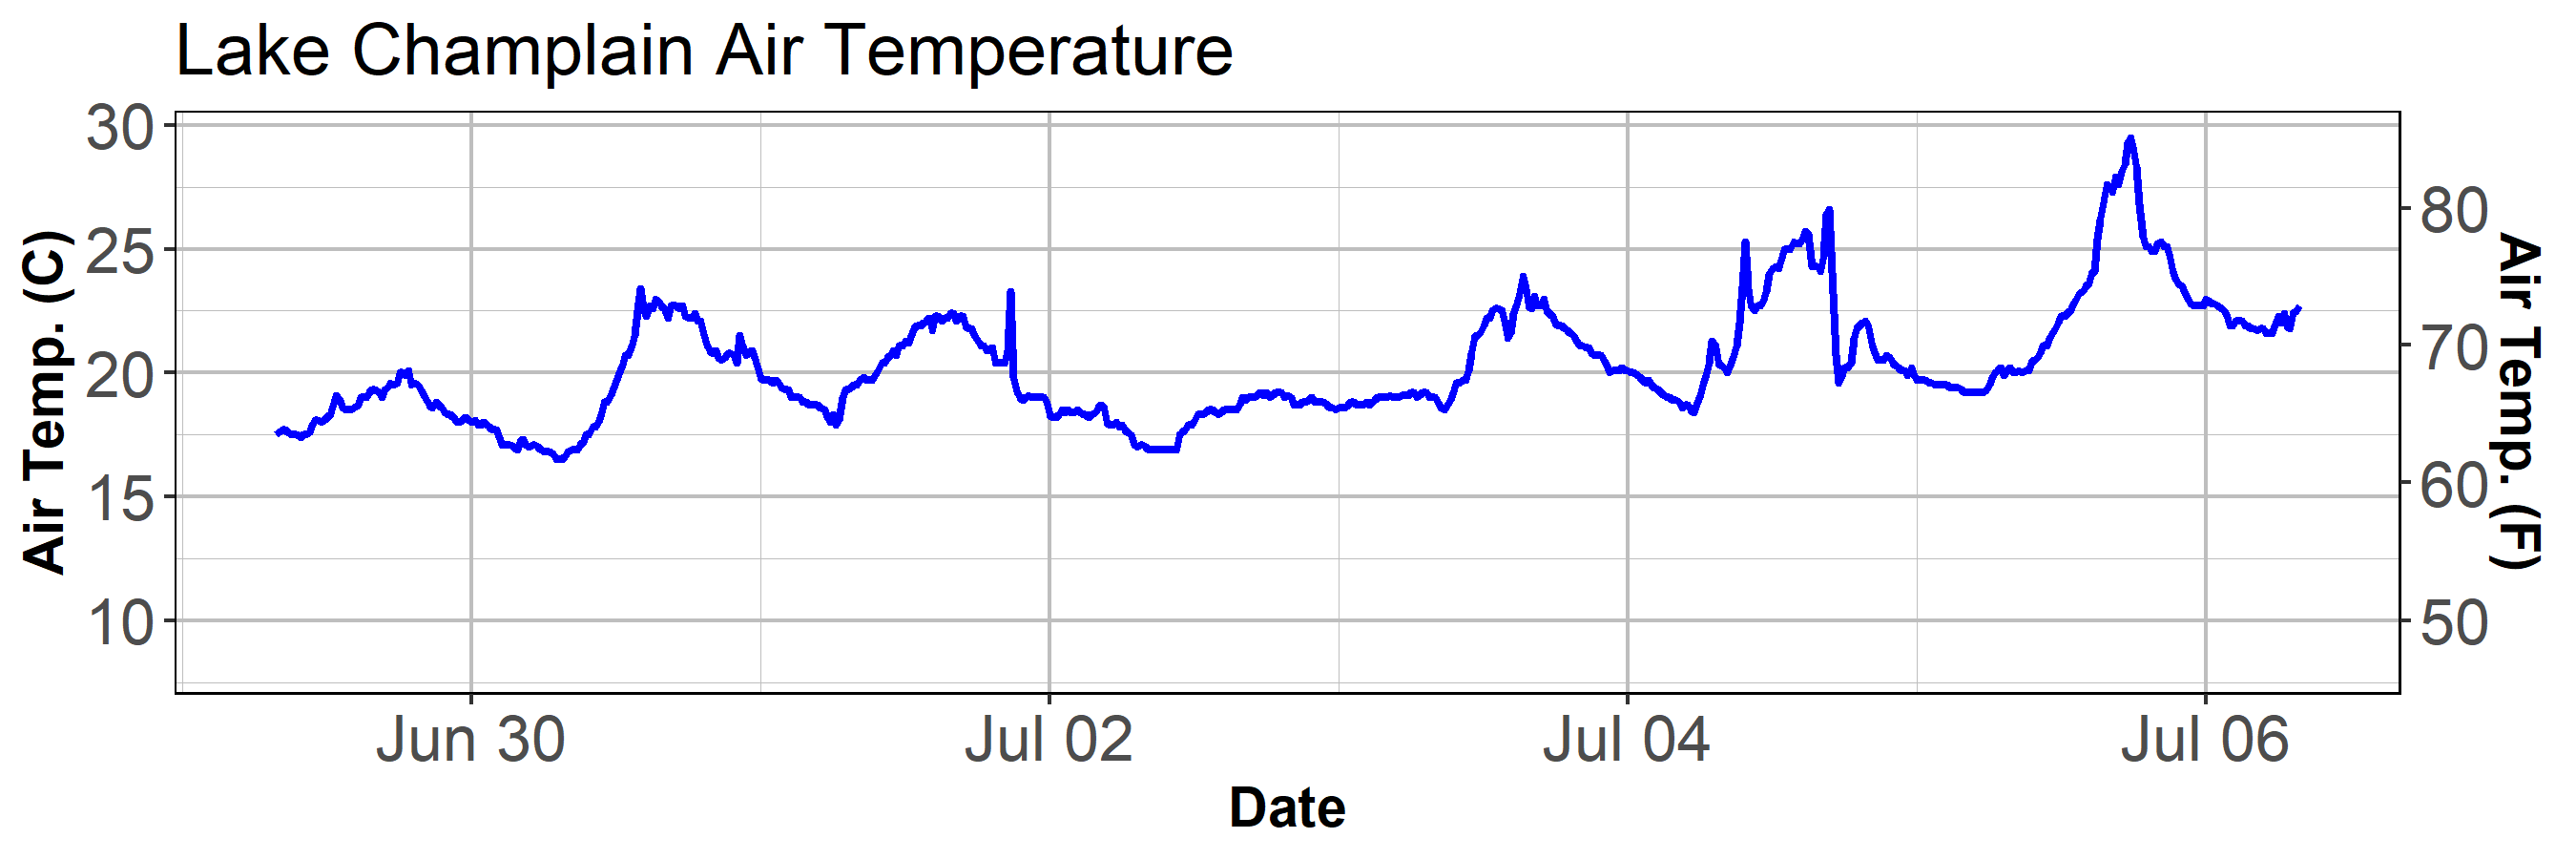 Lake Champlain Air Temperature
30
25
20
15
10
Air Temp. (C)
80
70
60
50
Air Temp. (F)
Jun 30
Jul 02
Jul 04
Jul 06
Date